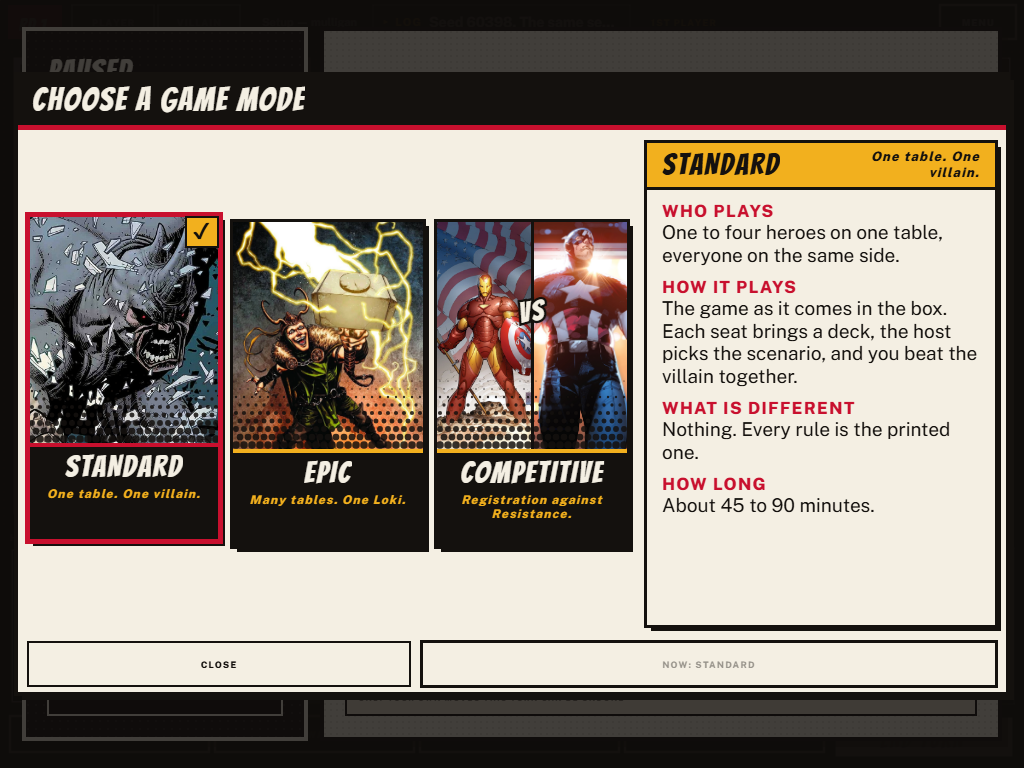 PAUSED
CHOOSE A GAME MODE
✓
STANDARD
One table. One villain.
EPIC
Many tables. One Loki.
VS
COMPETITIVE
Registration against
Resistance.
STANDARD
One table. One
villain.
WHO PLAYS
One to four heroes on one table,
everyone on the same side.
HOW IT PLAYS
The game as it comes in the box.
Each seat brings a deck, the host
picks the scenario, and you beat the
villain together.
WHAT IS DIFFERENT
Nothing. Every rule is the printed
one.
HOW LONG
About 45 to 90 minutes.
CLOSE
NOW: STANDARD